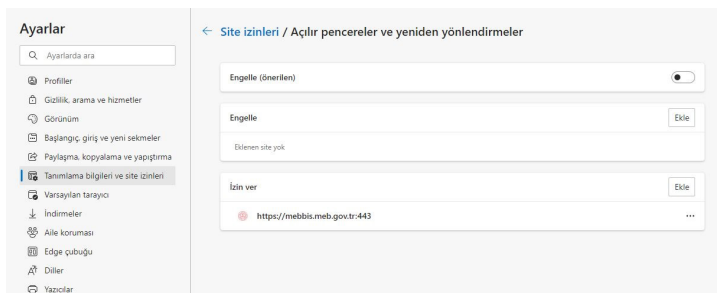 Ayarlar
Ayarlarda ara
Profiller
Gizlilik, arama ve hizmetler
Görünüm
Başlangıç, giriş ve yeni sekmeler
Paylaşma, kopyalama ve yapıştırma
Tanımlama bilgileri ve site izinleri
Varsayılan tarayıcı
İndirmeler
Aile koruması
Edge çubuğu
Diller
Yazıcılar
Site izinleri / Açılır pencereler ve yeniden yönlendirmeler
Engelle (önerilen)
Engelle
Ekle
Eklenen site yok
İzin ver
Ekle
https://mebbis.meb.gov.tr:443